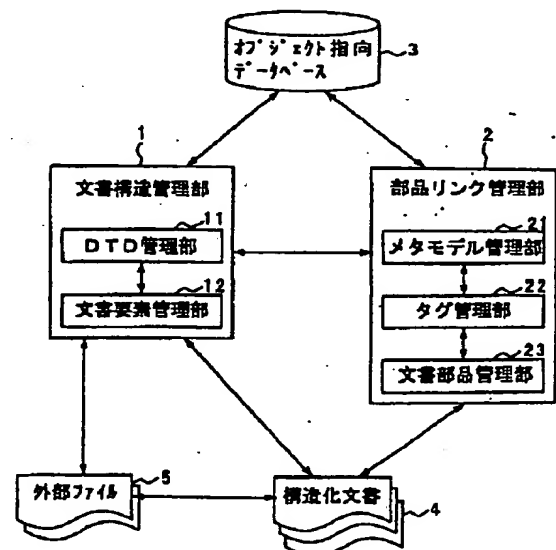 オブジェクト指向
データベース
3
1
文書構造管理部
11
DTD管理部
12
文書要素管理部
2
部品リンク管理部
21
メタモデル管理部
22
タグ管理部
23
文書部品管理部
外部ファイル
5
構造化文書
4